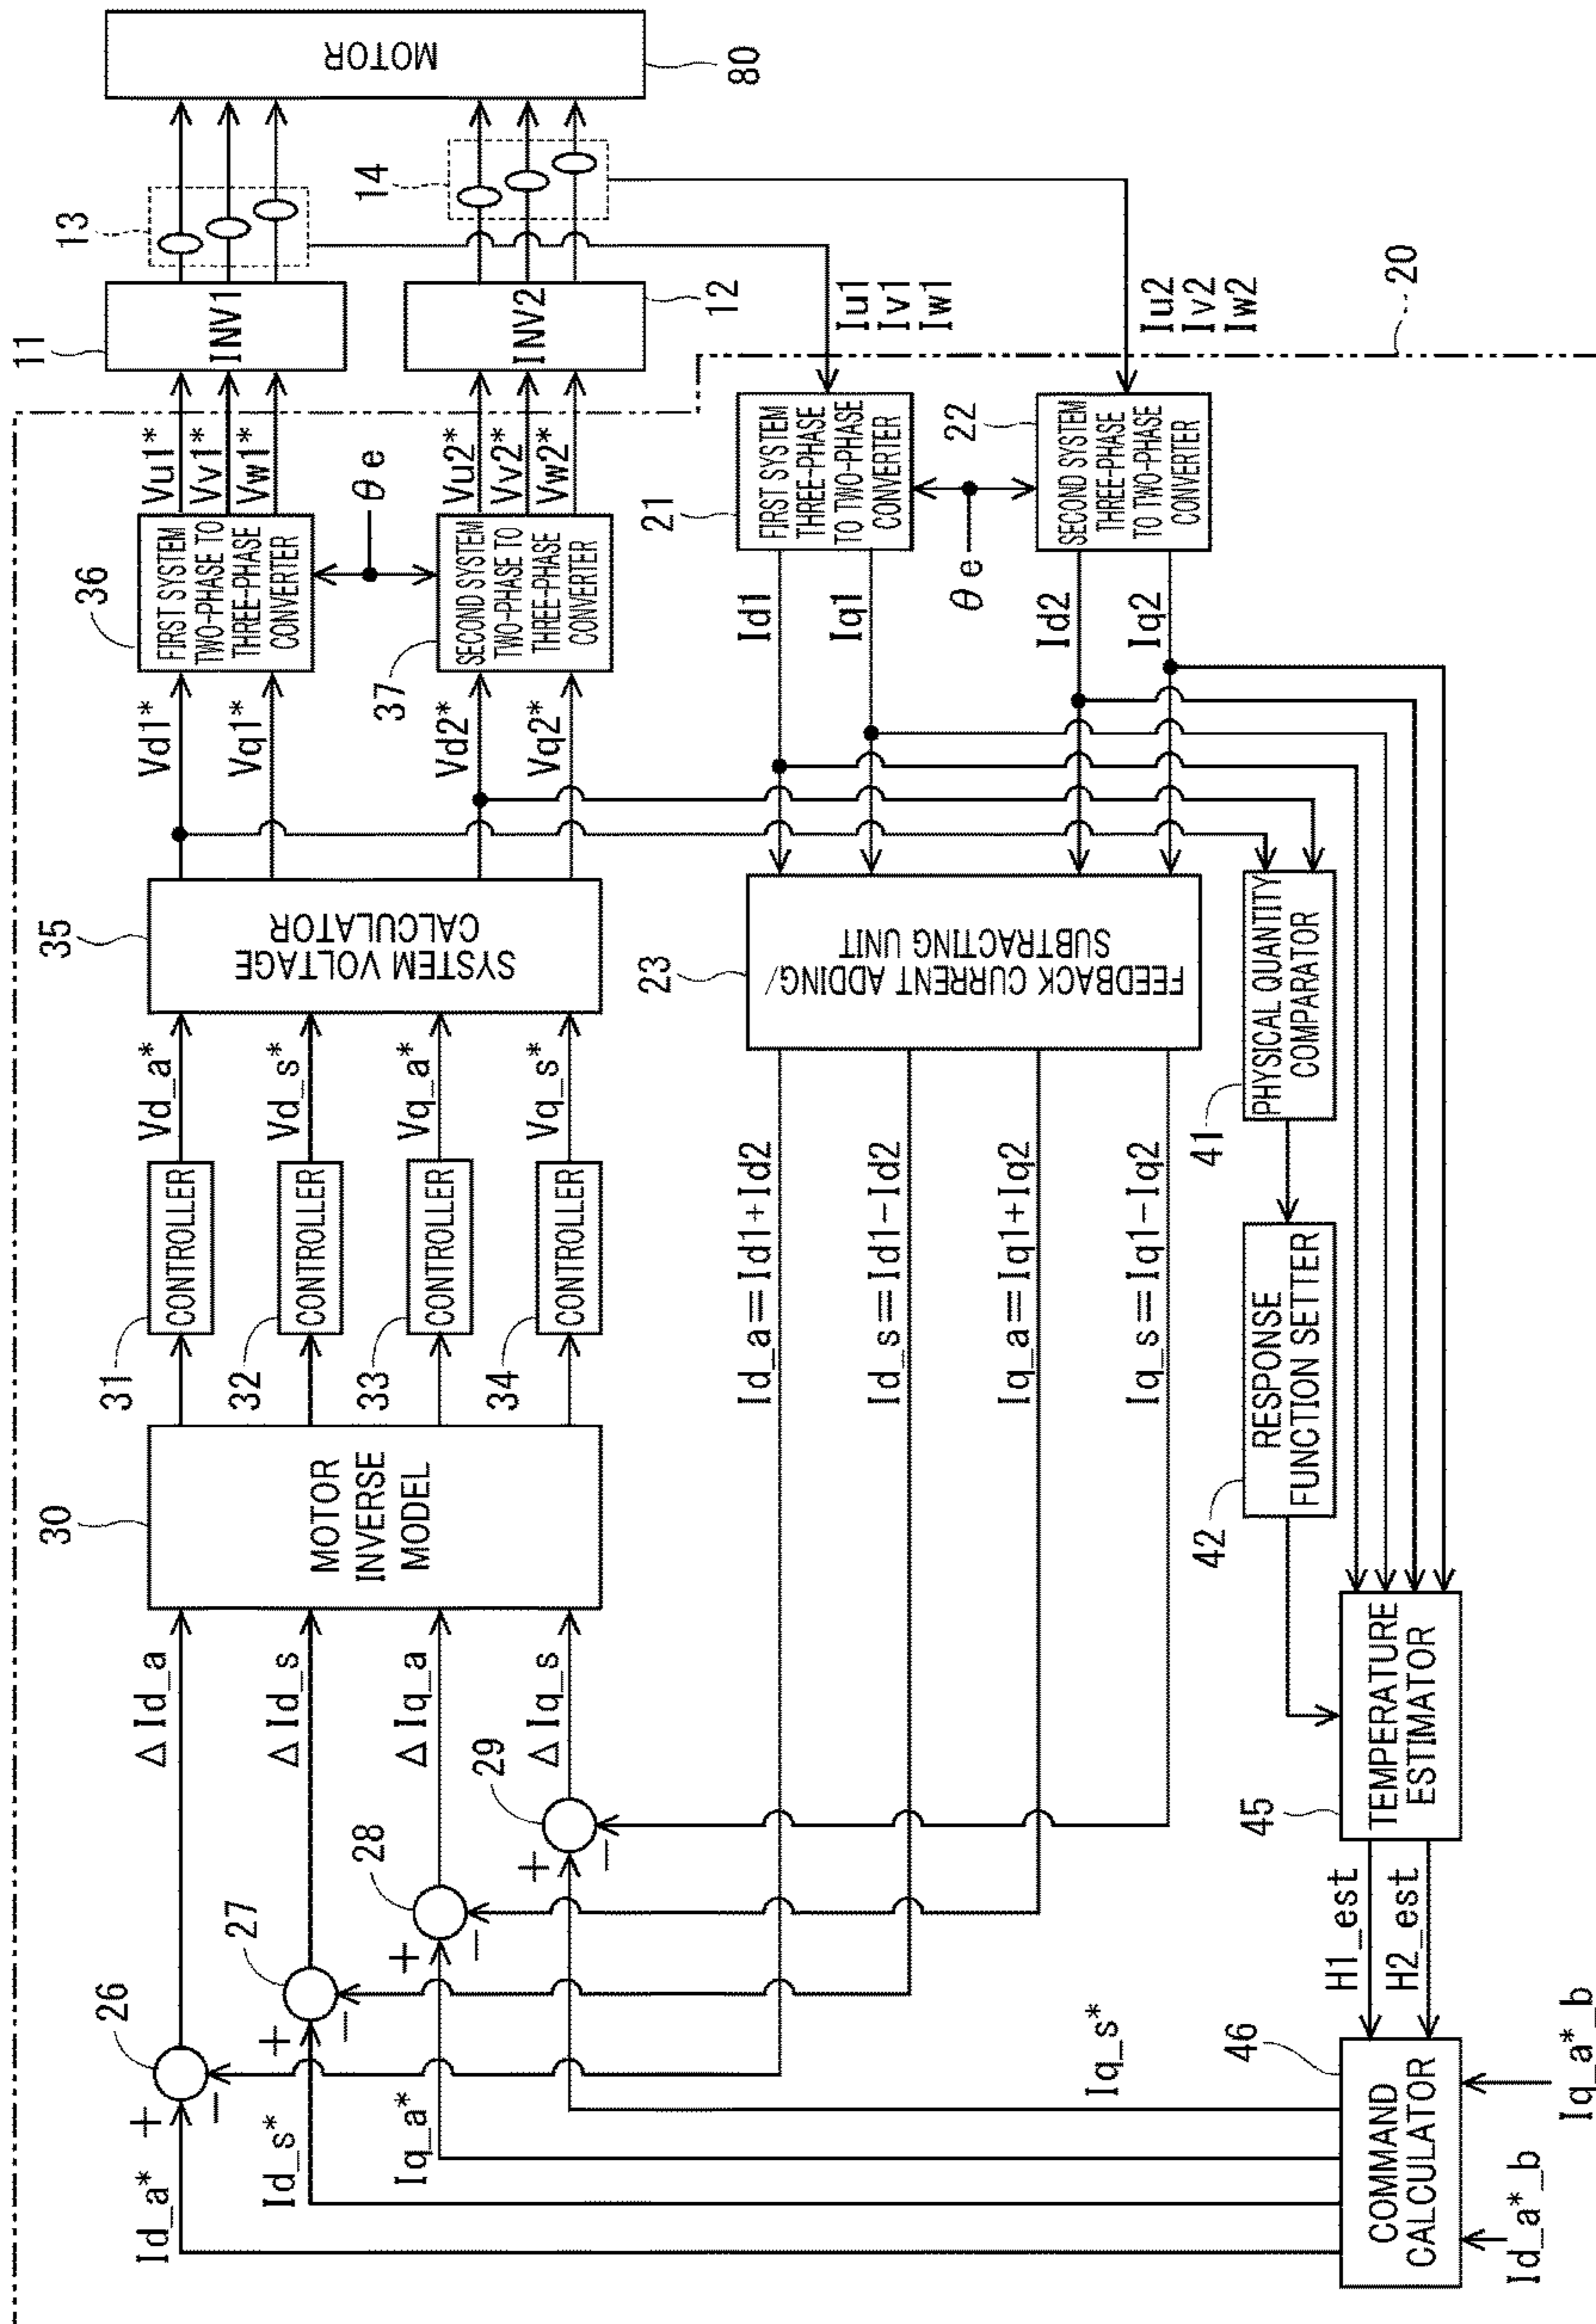 Id_a*
+
−
26
Δ Id_a
Id_s*
+
−
27
Δ Id_s
Iq_a*
+
−
28
Δ Iq_a
Iq_s*
+
−
29
Δ Iq_s
30
MOTOR
INVERSE
MODEL
31
CONTROLLER
32
CONTROLLER
33
CONTROLLER
34
CONTROLLER
Vd_a*
Vd_s*
Vq_a*
Vq_s*
35
SYSTEM VOLTAGE
CALCULATOR
Vd1*
Vq1*
Vd2*
Vq2*
36
FIRST SYSTEM
TWO-PHASE TO
THREE-PHASE
CONVERTER
θe
37
SECOND SYSTEM
TWO-PHASE TO
THREE-PHASE
CONVERTER
Vu1*
Vv1*
Vw1*
Vu2*
Vv2*
Vw2*
11
INV1
INV2
12
13
14
MOTOR
80
Id_a=Id1+Id2
Id_s=Id1−Id2
Iq_a=Iq1+Iq2
Iq_s=Iq1−Iq2
23
FEEDBACK CURRENT ADDING/
SUBTRACTING UNIT
Id1
Iq1
Id2
Iq2
21
FIRST SYSTEM
THREE-PHASE
TO TWO-PHASE
CONVERTER
θe
22
SECOND SYSTEM
THREE-PHASE
TO TWO-PHASE
CONVERTER
Iu1
Iv1
Iw1
Iu2
Iv2
Iw2
20
46
COMMAND
CALCULATOR
Id_a*_b
Iq_a*_b
H1_est
H2_est
45
TEMPERATURE
ESTIMATOR
42
RESPONSE
FUNCTION SETTER
41
PHYSICAL QUANTITY
COMPARATOR